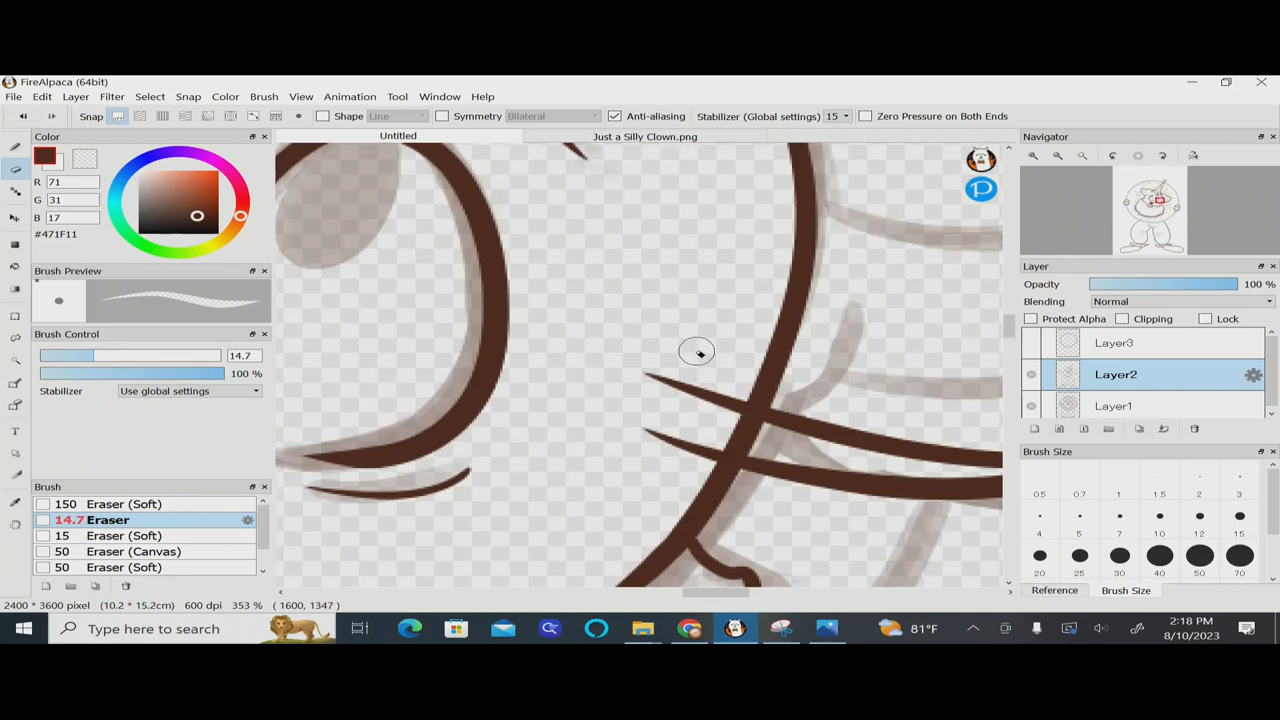 FireAlpaca (64bit)
File Edit Layer Filter Select Snap Color Brush View Animation Tool Window Help
Snap Shape Line Symmetry Bilateral Anti-aliasing Stabilizer (Global settings) 15 Zero Pressure on Both Ends
Color
Untitled
Just a Silly Clown.png
Navigator
R 71
G 31
B 17
#471F11
Brush Preview
Brush Control
14.7
100 %
Stabilizer Use global settings
Brush
150 Eraser (Soft)
14.7 Eraser
15 Eraser (Soft)
50 Eraser (Canvas)
50 Eraser (Soft)
P
Layer
Opacity 100 %
Blending Normal
Protect Alpha Clipping Lock
Layer3
Layer2
Layer1
Brush Size
0.5 0.7 1 1.5 2 3
4 5 7 10 12 15
20 25 30 40 50 70
Reference Brush Size
2400 * 3600 pixel (10.2 * 15.2cm) 600 dpi 353 % ( 1600, 1347 )
Type here to search
81°F
2:18 PM
8/10/2023